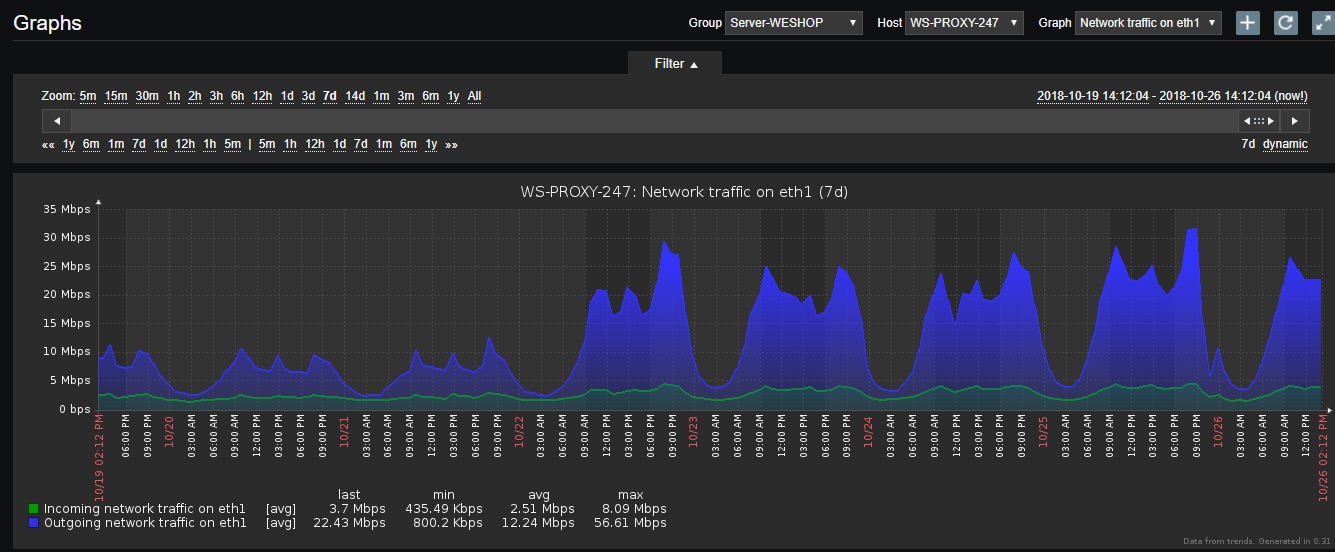 Graphs Group Server-WESHOP Host WS-PROXY-247 Graph Network traffic on eth1
Filter
Zoom: 5m 15m 30m 1h 2h 3h 6h 12h 1d 3d 7d 14d 1m 3m 6m 1y All 2018-10-19 14:12:04 - 2018-10-26 14:12:04 (now!)
«« 1y 6m 1m 7d 1d 12h 1h 5m | 5m 1h 12h 1d 7d 1m 6m 1y »» 7d dynamic
WS-PROXY-247: Network traffic on eth1 (7d)
35 Mbps
30 Mbps
25 Mbps
20 Mbps
15 Mbps
10 Mbps
5 Mbps
0 bps
10/19 02:12 PM 06:00 PM 09:00 PM 10/20 03:00 AM 06:00 AM 09:00 AM 12:00 PM 03:00 PM 06:00 PM 09:00 PM 10/21 03:00 AM 06:00 AM 09:00 AM 12:00 PM 03:00 PM 06:00 PM 09:00 PM 10/22 03:00 AM 06:00 AM 09:00 AM 12:00 PM 03:00 PM 06:00 PM 09:00 PM 10/23 03:00 AM 06:00 AM 09:00 AM 12:00 PM 03:00 PM 06:00 PM 09:00 PM 10/24 03:00 AM 06:00 AM 09:00 AM 12:00 PM 03:00 PM 06:00 PM 09:00 PM 10/25 03:00 AM 06:00 AM 09:00 AM 12:00 PM 03:00 PM 06:00 PM 09:00 PM 10/26 03:00 AM 06:00 AM 09:00 AM 12:00 PM 10/26 02:12 PM
last min avg max
Incoming network traffic on eth1 [avg] 3.7 Mbps 435.49 Kbps 2.51 Mbps 8.09 Mbps
Outgoing network traffic on eth1 [avg] 22.43 Mbps 800.2 Kbps 12.24 Mbps 56.61 Mbps
Data from trends. Generated in 0.31